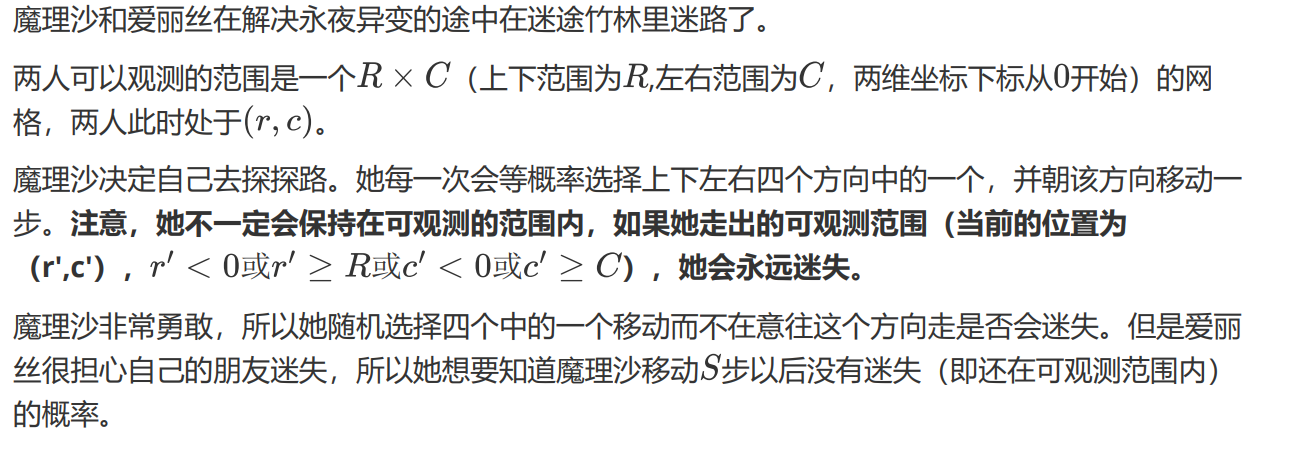 魔理沙和爱丽丝在解决永夜异变的途中在迷途竹林里迷路了。
两人可以观测的范围是一个R × C（上下范围为R,左右范围为C，两维坐标下标从0开始）的网
格，两人此时处于(r, c)。
魔理沙决定自己去探探路。她每一次会等概率选择上下左右四个方向中的一个，并朝该方向移动一
步。注意，她不一定会保持在可观测的范围内，如果她走出的可观测范围（当前的位置为
（r',c'），r′ < 0或r′ ≥ R或c′ < 0或c′ ≥ C），她会永远迷失。
魔理沙非常勇敢，所以她随机选择四个中的一个移动而不在意往这个方向走是否会迷失。但是爱丽
丝很担心自己的朋友迷失，所以她想要知道魔理沙移动S步以后没有迷失（即还在可观测范围内）
的概率。